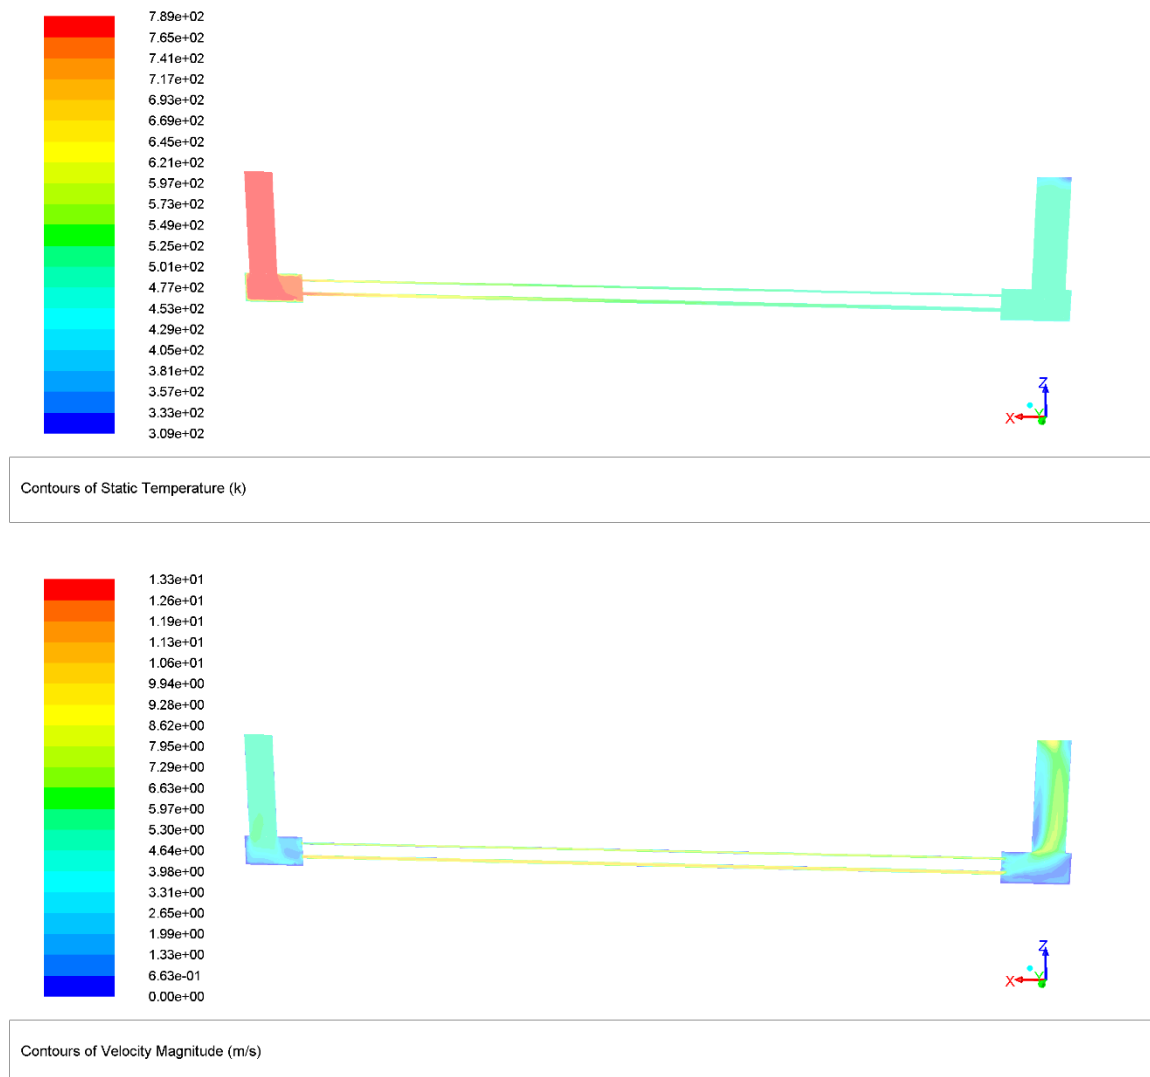 7.89e+02
7.65e+02
7.41e+02
7.17e+02
6.93e+02
6.69e+02
6.45e+02
6.21e+02
5.97e+02
5.73e+02
5.49e+02
5.25e+02
5.01e+02
4.77e+02
4.53e+02
4.29e+02
4.05e+02
3.81e+02
3.57e+02
3.33e+02
3.09e+02
Z
X Y
Contours of Static Temperature (k)
1.33e+01
1.26e+01
1.19e+01
1.13e+01
1.06e+01
9.94e+00
9.28e+00
8.62e+00
7.95e+00
7.29e+00
6.63e+00
5.97e+00
5.30e+00
4.64e+00
3.98e+00
3.31e+00
2.65e+00
1.99e+00
1.33e+00
6.63e-01
0.00e+00
Z
X Y
Contours of Velocity Magnitude (m/s)